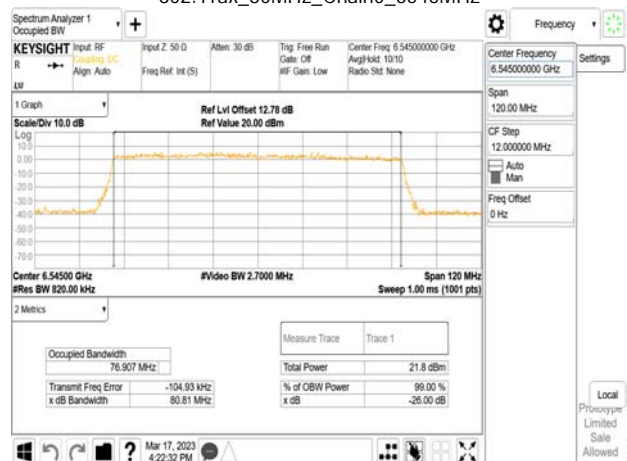 Spectrum Analyzer 1
Occupied BW
Frequency
KEYSIGHT Input: RF Input Z: 50 Ω Atten: 30 dB Trig: Free Run Center Freq: 6.545000000 GHz
R Coupling: DC Gate: Off Avg|Hold: 10/10
Align: Auto Freq Ref: Int (S) #IF Gain: Low Radio Std: None
Center Frequency
6.545000000 GHz
Settings
Span
120.00 MHz
CF Step
12.000000 MHz
Auto
Man
Freq Offset
0 Hz
1 Graph
Ref Lvl Offset 12.78 dB
Scale/Div 10.0 dB Ref Value 20.00 dBm
Log
10.0
0.00
-10.0
-20.0
-30.0
-40.0
-50.0
-60.0
-70.0
Center 6.54500 GHz #Video BW 2.7000 MHz Span 120 MHz
#Res BW 820.00 kHz Sweep 1.00 ms (1001 pts)
2 Metrics
Measure Trace Trace 1
Occupied Bandwidth
76.907 MHz
Total Power 21.8 dBm
Transmit Freq Error -104.93 kHz % of OBW Power 99.00 %
x dB Bandwidth 80.81 MHz x dB -26.00 dB
Local
Prototype
Limited
Sale
Allowed
Mar 17, 2023
4:22:32 PM